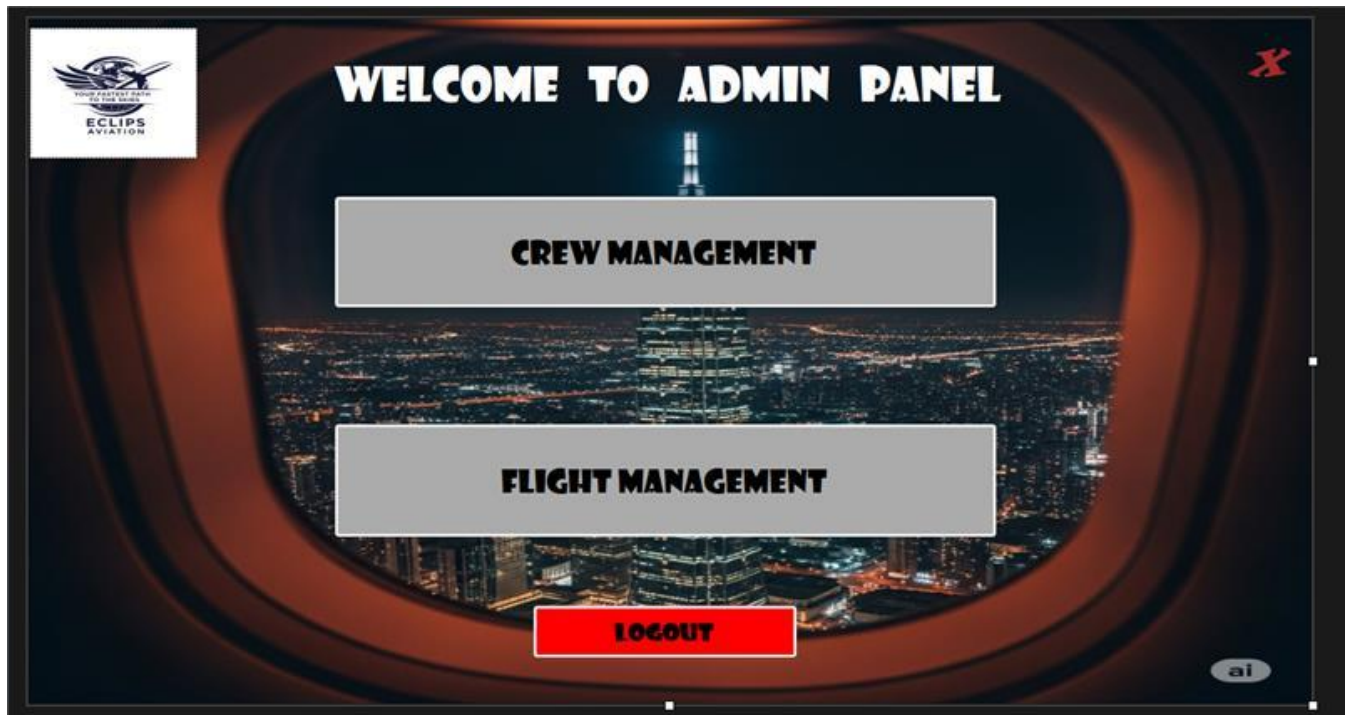 YOUR FASTEST PATH
TO THE SKIES
ECLIPS
AVIATION
WELCOME TO ADMIN PANEL
X
CREW MANAGEMENT
FLIGHT MANAGEMENT
LOGOUT
ai